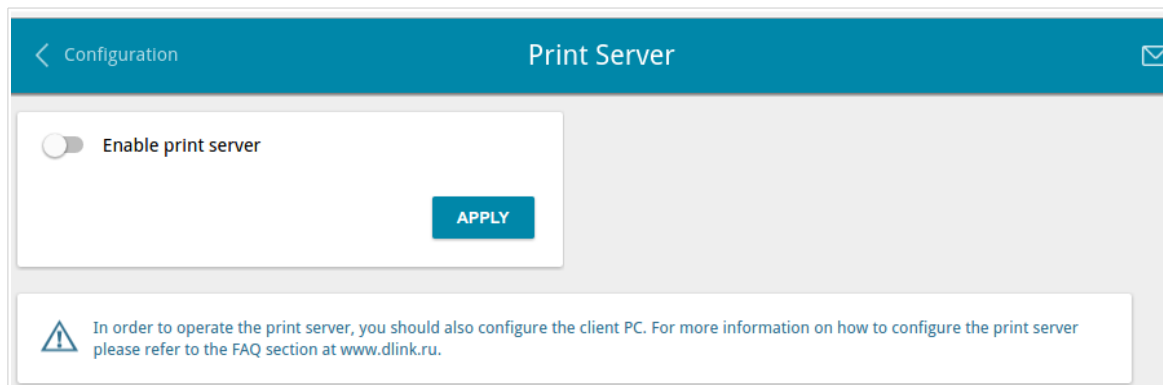 Configuration
Print Server
Enable print server
APPLY
In order to operate the print server, you should also configure the client PC. For more information on how to configure the print server
please refer to the FAQ section at www.dlink.ru.